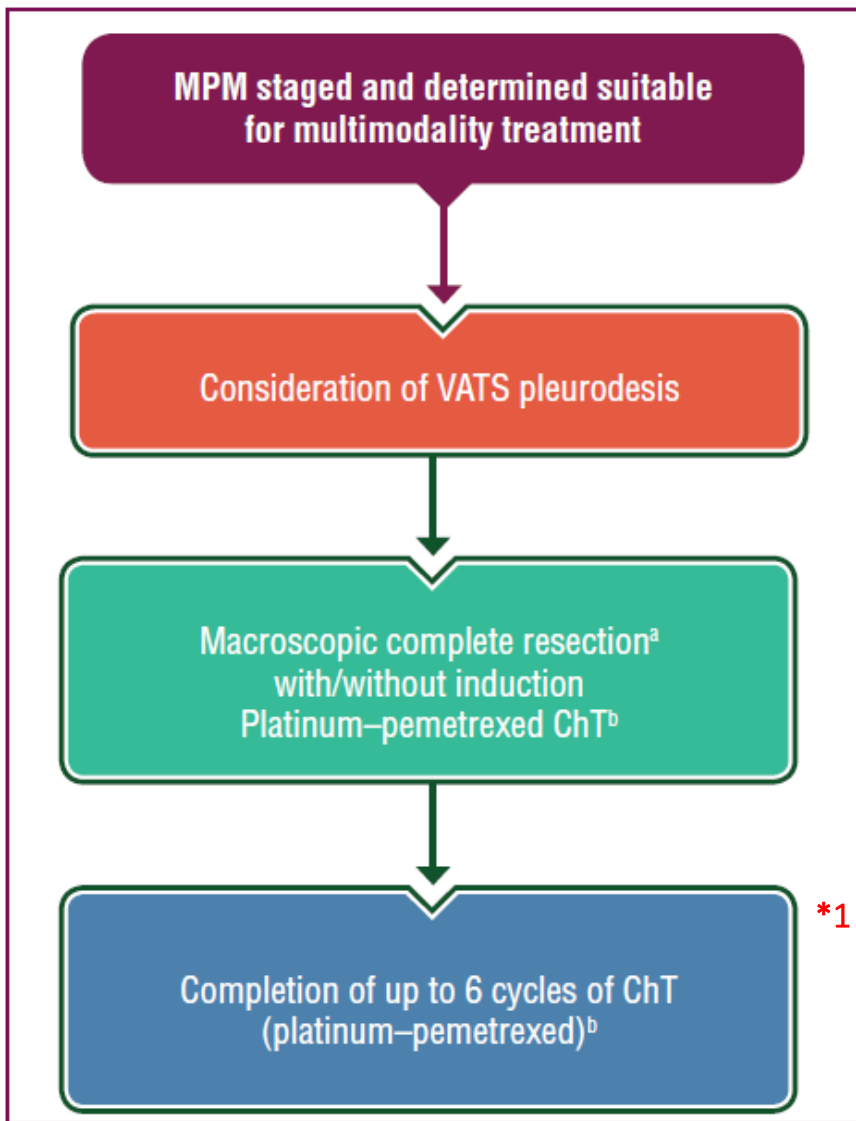 MPM staged and determined suitable
for multimodality treatment
Consideration of VATS pleurodesis
Macroscopic complete resectionᵃ
with/without induction
Platinum–pemetrexed ChTᵇ
*1
Completion of up to 6 cycles of ChT
(platinum–pemetrexed)ᵇ